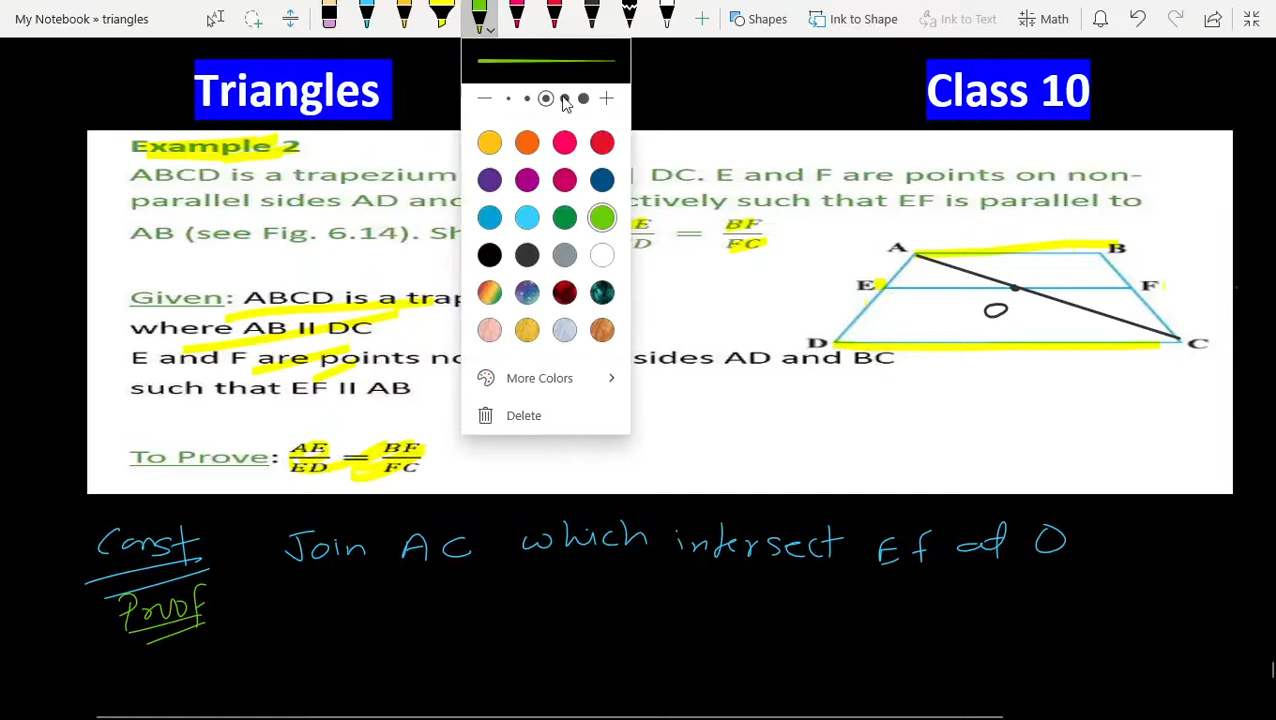 My Notebook » triangles
Shapes
Ink to Shape
Ink to Text
Math
Triangles
Class 10
Example 2
ABCD is a trapezium DC. E and F are points on non-
parallel sides AD and ectively such that EF is parallel to
AB (see Fig. 6.14). Sh E/D = BF/FC
Given: ABCD is a trap
where AB II DC
E and F are points no sides AD and BC
such that EF II AB
To Prove: AE/ED = BF/FC
A B
E F
O
D C
More Colors
Delete
Const Join AC which intersect Ef at O
Proof